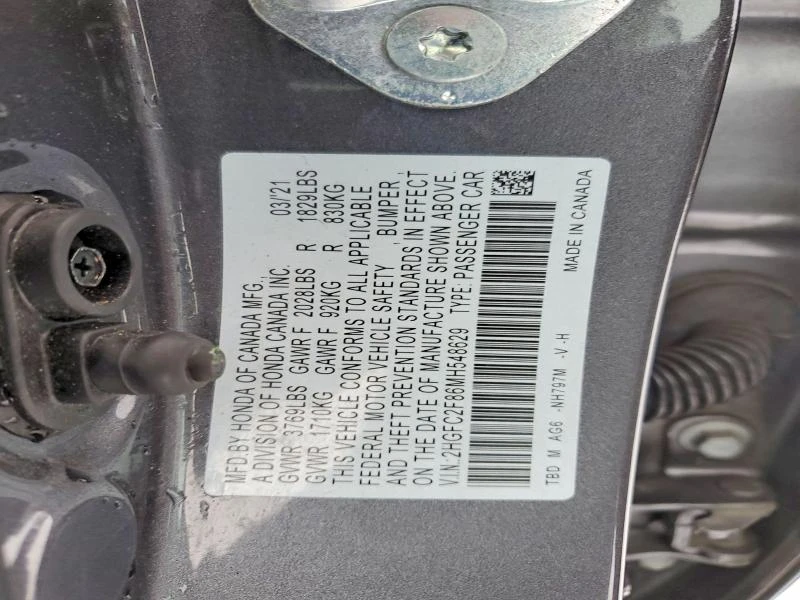 MFD.BY HONDA OF CANADA MFG., 03/'21
A DIVISION OF HONDA CANADA INC.
GVWR 3769LBS GAWR F 2028LBS R 1829LBS
GVWR 1710KG GAWR F 920KG R 830KG
THIS VEHICLE CONFORMS TO ALL APPLICABLE
FEDERAL MOTOR VEHICLE SAFETY, BUMPER,
AND THEFT PREVENTION STANDARDS IN EFFECT
ON THE DATE OF MANUFACTURE SHOWN ABOVE.
V.I.N.:2HGFC2F86MH548629 TYPE: PASSENGER CAR
TBD M AG6 -NH797M -V -H MADE IN CANADA